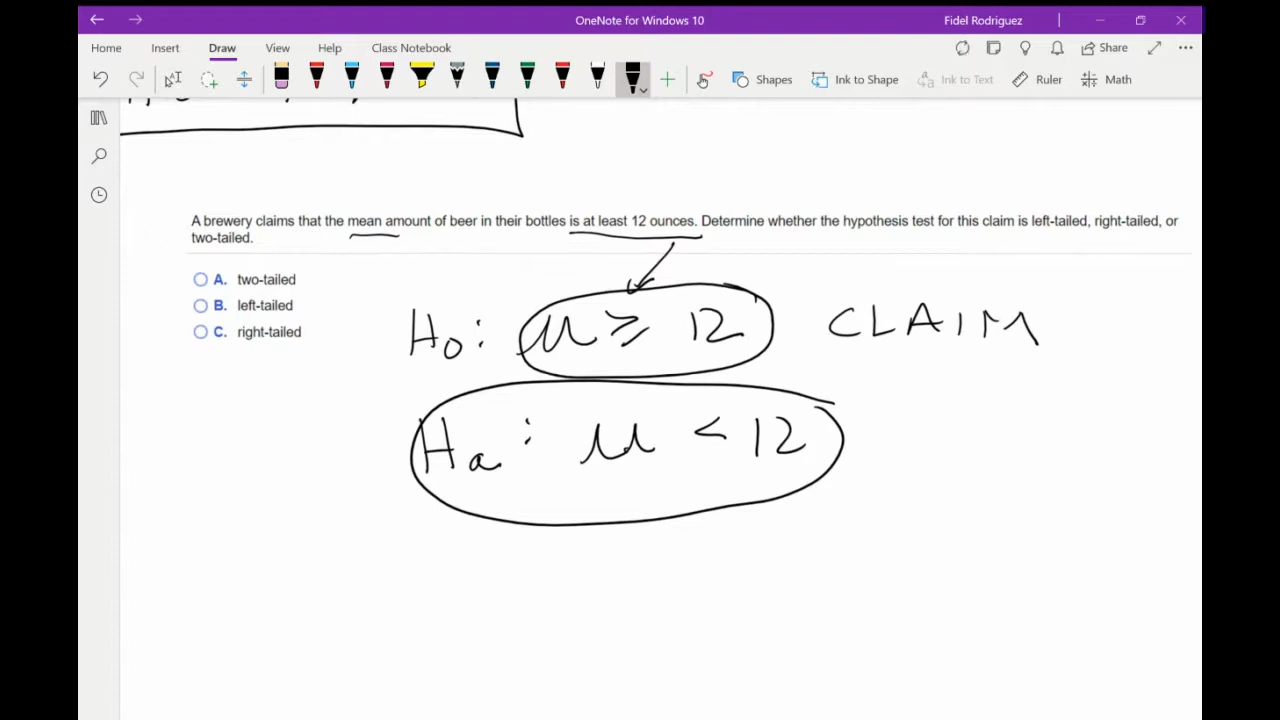 OneNote for Windows 10
Fidel Rodriguez
Home Insert Draw View Help Class Notebook
Share
Shapes Ink to Shape Ink to Text Ruler Math
A brewery claims that the mean amount of beer in their bottles is at least 12 ounces. Determine whether the hypothesis test for this claim is left-tailed, right-tailed, or
two-tailed.
A. two-tailed
B. left-tailed
C. right-tailed
H₀: μ ≥ 12 CLAIM
Hₐ: μ < 12